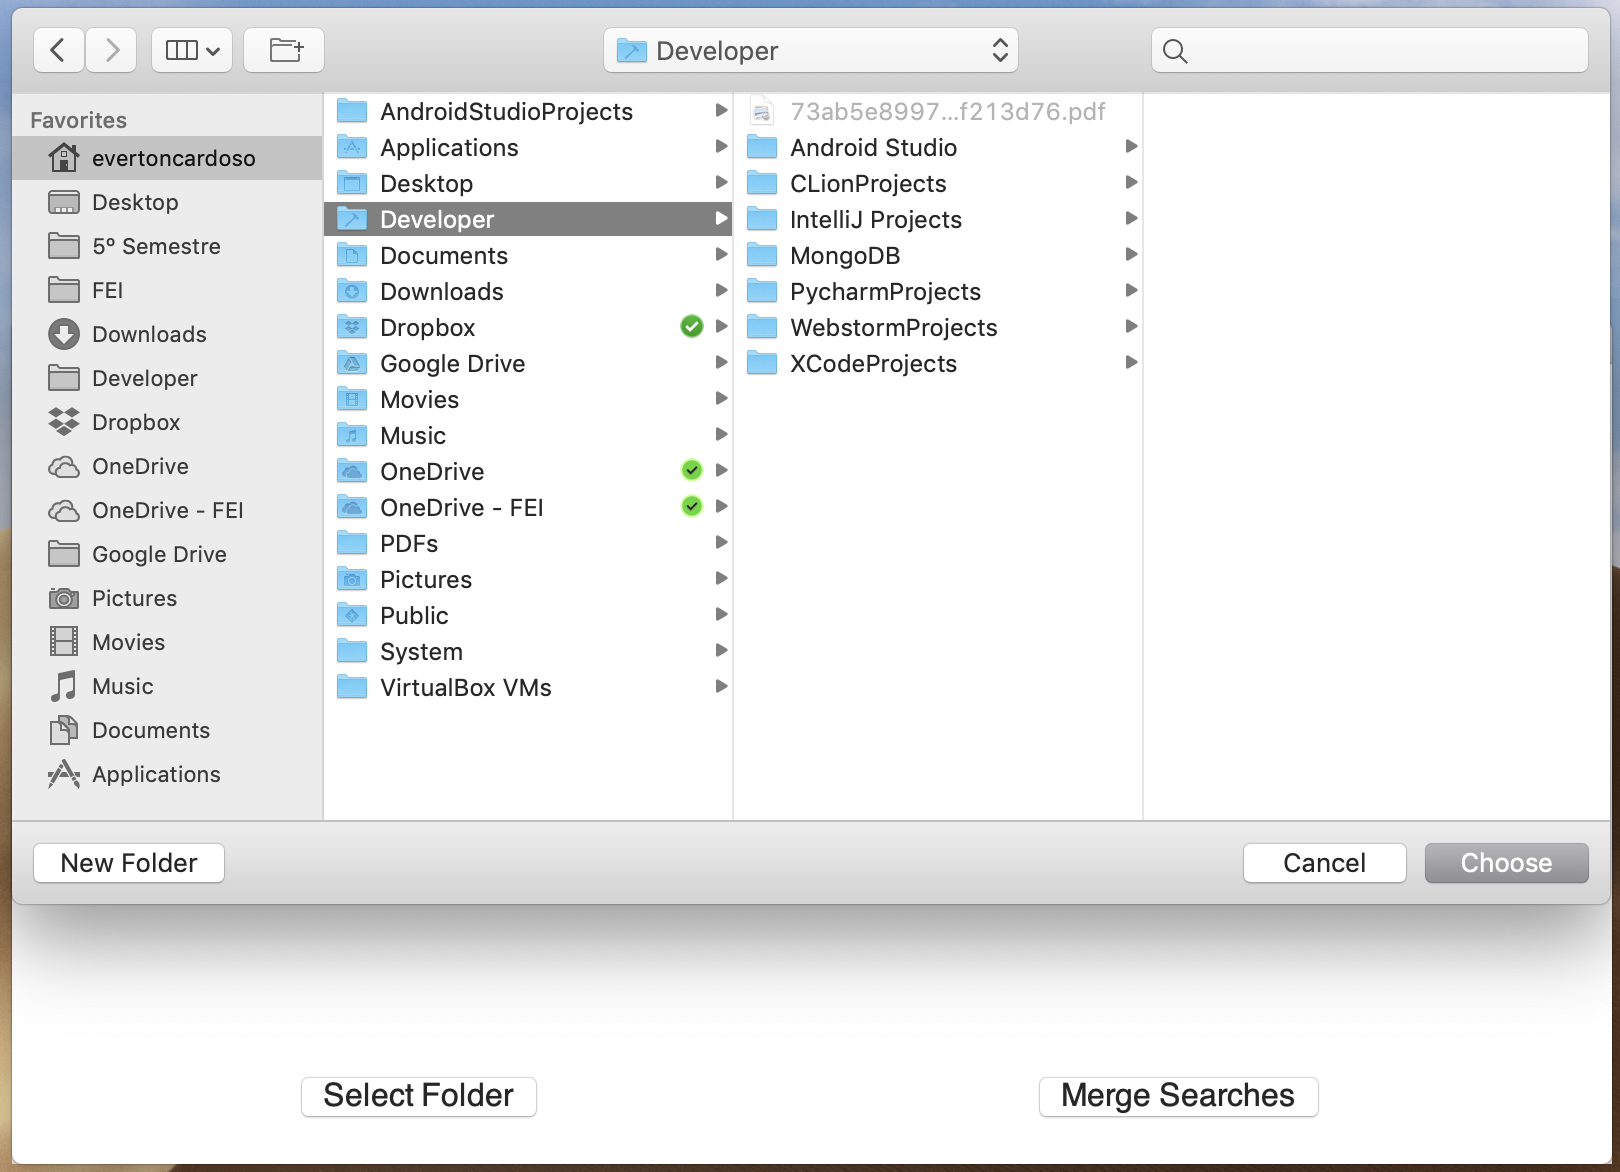 Developer
Favorites
evertoncardoso
Desktop
5º Semestre
FEI
Downloads
Developer
Dropbox
OneDrive
OneDrive - FEI
Google Drive
Pictures
Movies
Music
Documents
Applications
AndroidStudioProjects
Applications
Desktop
Developer
Documents
Downloads
Dropbox
Google Drive
Movies
Music
OneDrive
OneDrive - FEI
PDFs
Pictures
Public
System
VirtualBox VMs
73ab5e8997...f213d76.pdf
Android Studio
CLionProjects
IntelliJ Projects
MongoDB
PycharmProjects
WebstormProjects
XCodeProjects
New Folder
Cancel
Choose
Select Folder
Merge Searches